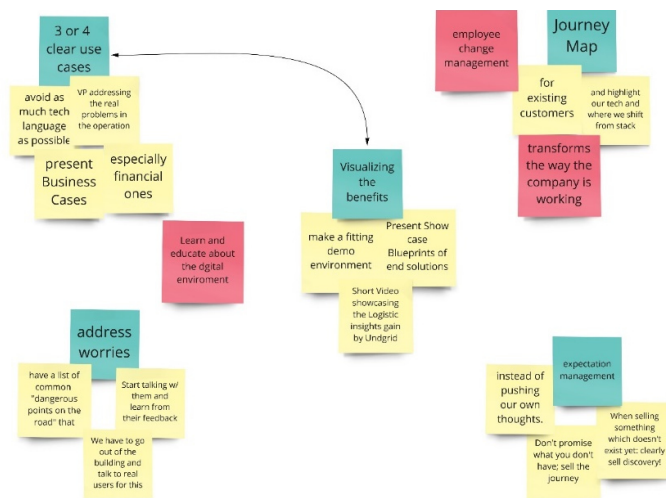 3 or 4
clear use
cases
avoid as
much tech
language
as possible
VP addressing the
real
problems in
the operation
present
Business
Cases
especially
financial
ones
Learn and
educate about
the dgital
enviroment
Visualizing
the
benefits
make a fitting
demo
environment
Present Show
case
Blueprints of
end solutions
Short Video
showcasing
the Logistic
insights gain
by Undgrid
employee
change
management
Journey
Map
for
existing
customers
and highlight
our tech and
where we shift
from stack
transforms
the way the
company is
working
address
worries
have a list of
common
"dangerous
points on the
road" that
Start talking w/
them and
learn from
their feedback
We have to go
out of the
building and
talk to real
users for this
expectation
management
instead of
pushing
our own
thoughts.
Don't promise
what you don't
have; sell the
journey
When selling
something
which doesn't
exist yet: clearly
sell discovery!